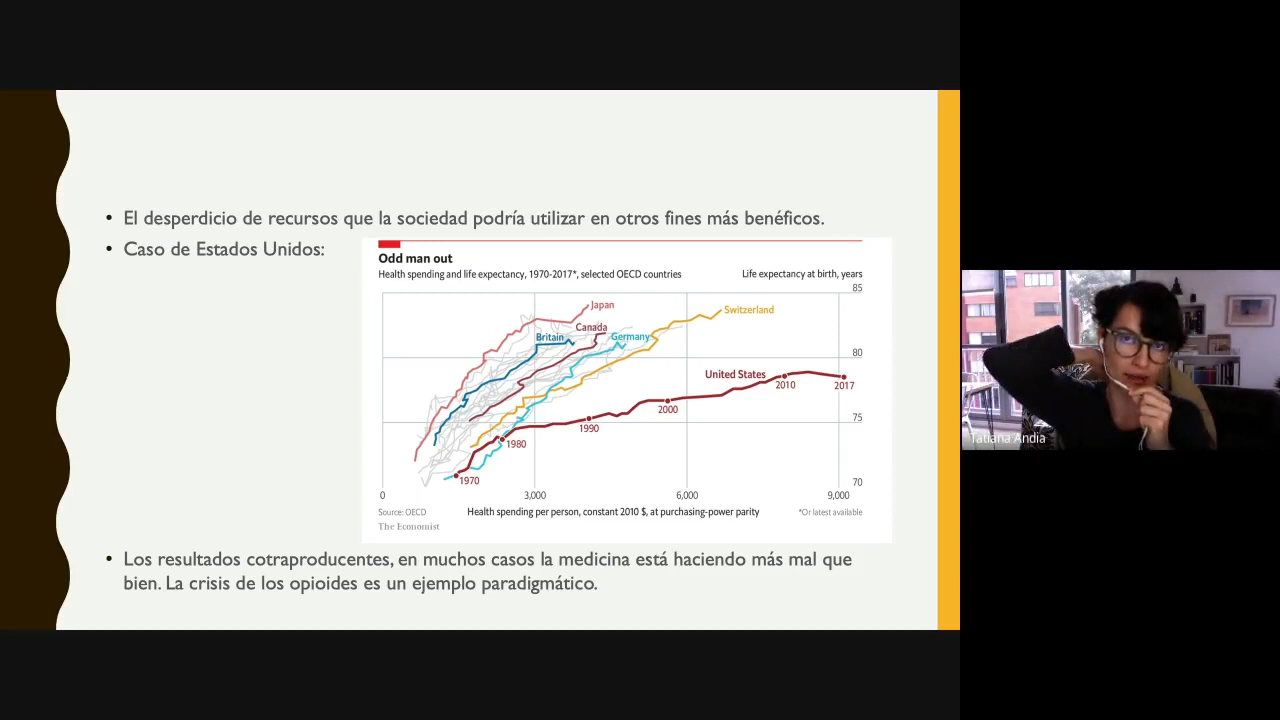 • El desperdicio de recursos que la sociedad podría utilizar en otros fines más benéficos.
• Caso de Estados Unidos:
Odd man out
Health spending and life expectancy, 1970-2017*, selected OECD countries
Life expectancy at birth, years
85
Japan
Switzerland
Canada
Britain
Germany
80
United States
2010
2017
2000
75
1990
1980
1970
70
0
3,000
6,000
9,000
Source: OECD
Health spending per person, constant 2010 $, at purchasing-power parity
*Or latest available
The Economist
• Los resultados cotraproducentes, en muchos casos la medicina está haciendo más mal que
bien. La crisis de los opioides es un ejemplo paradigmático.
Tatiana Andia